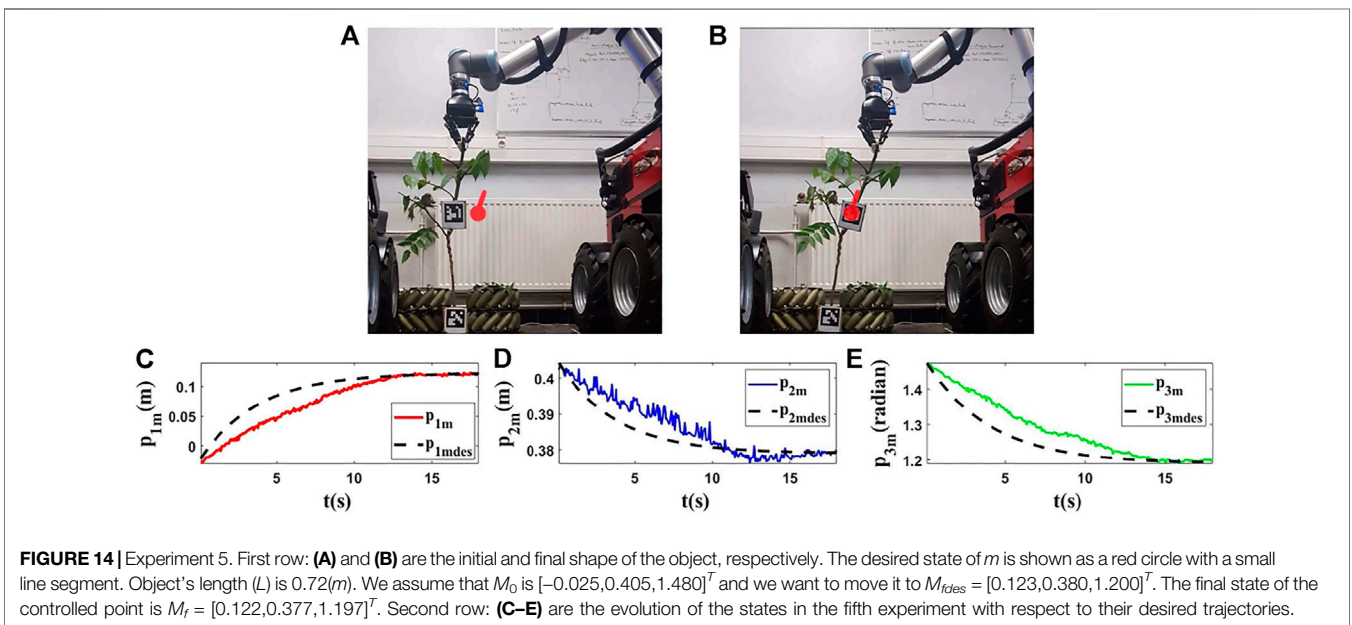 A
B
C
p1m(m)
0.1
0.05
0
p1m
p1mdes
5
10
15
t(s)
D
p2m(m)
0.4
0.39
0.38
p2m
p2mdes
5
10
15
t(s)
E
p3m(radian)
1.4
1.3
1.2
p3m
p3mdes
5
10
15
t(s)
FIGURE 14 | Experiment 5. First row: (A) and (B) are the initial and final shape of the object, respectively. The desired state of m is shown as a red circle with a small
line segment. Object's length (L) is 0.72(m). We assume that M0 is [−0.025,0.405,1.480]T and we want to move it to Mfdes = [0.123,0.380,1.200]T. The final state of the
controlled point is Mf = [0.122,0.377,1.197]T. Second row: (C–E) are the evolution of the states in the fifth experiment with respect to their desired trajectories.